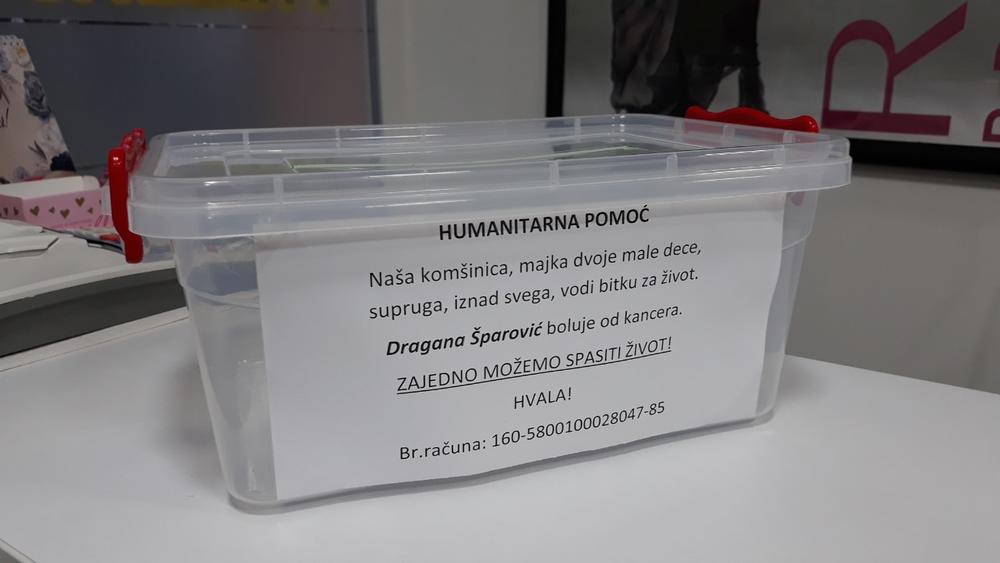 HUMANITARNA POMOĆ
Naša komšinica, majka dvoje male dece,
supruga, iznad svega, vodi bitku za život.
Dragana Šparović boluje od kancera.
ZAJEDNO MOŽEMO SPASITI ŽIVOT!
HVALA!
Br.računa: 160-5800100028047-85
R